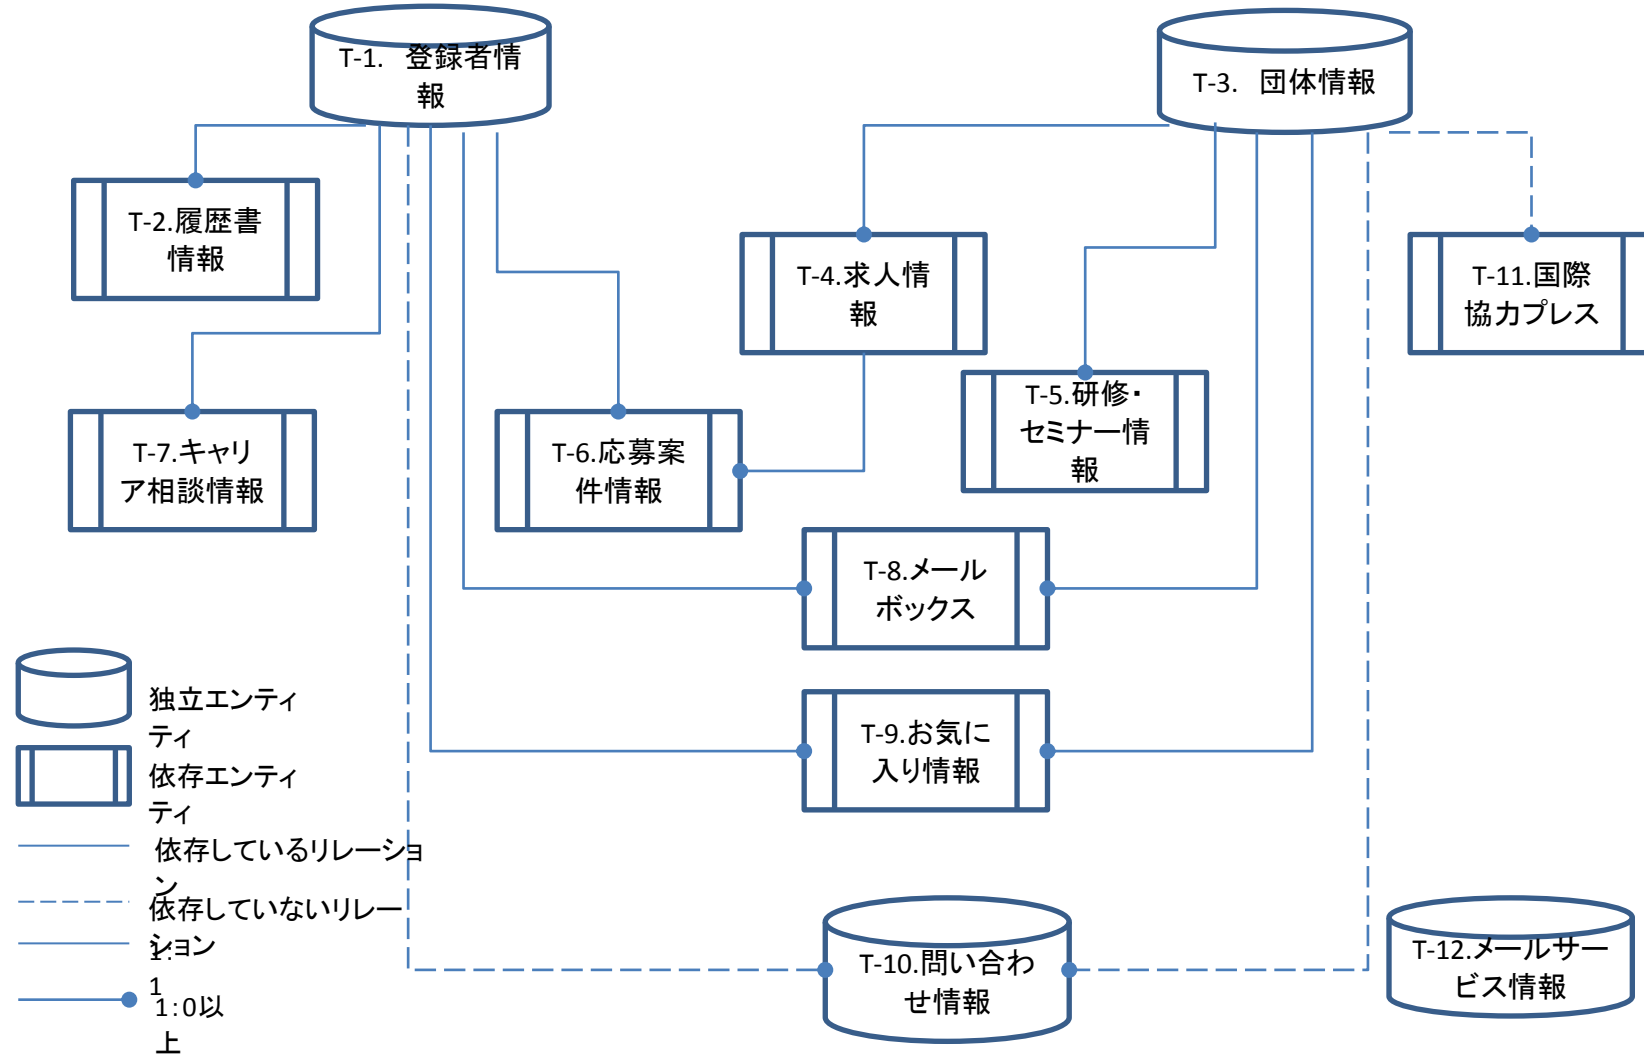 T-1. 登録者情
報
T-3. 団体情報
T-2.履歴書
情報
T-4.求人情
報
T-11.国際
協力プレス
T-5.研修・
セミナー情
報
T-7.キャリ
ア相談情報
T-6.応募案
件情報
T-8.メール
ボックス
T-9.お気に
入り情報
T-10.問い合わ
せ情報
T-12.メールサー
ビス情報
独立エンティ
ティ
依存エンティ
ティ
依存しているリレーショ
ン
依存していないリレー
ション
1:
1
1:0以
上